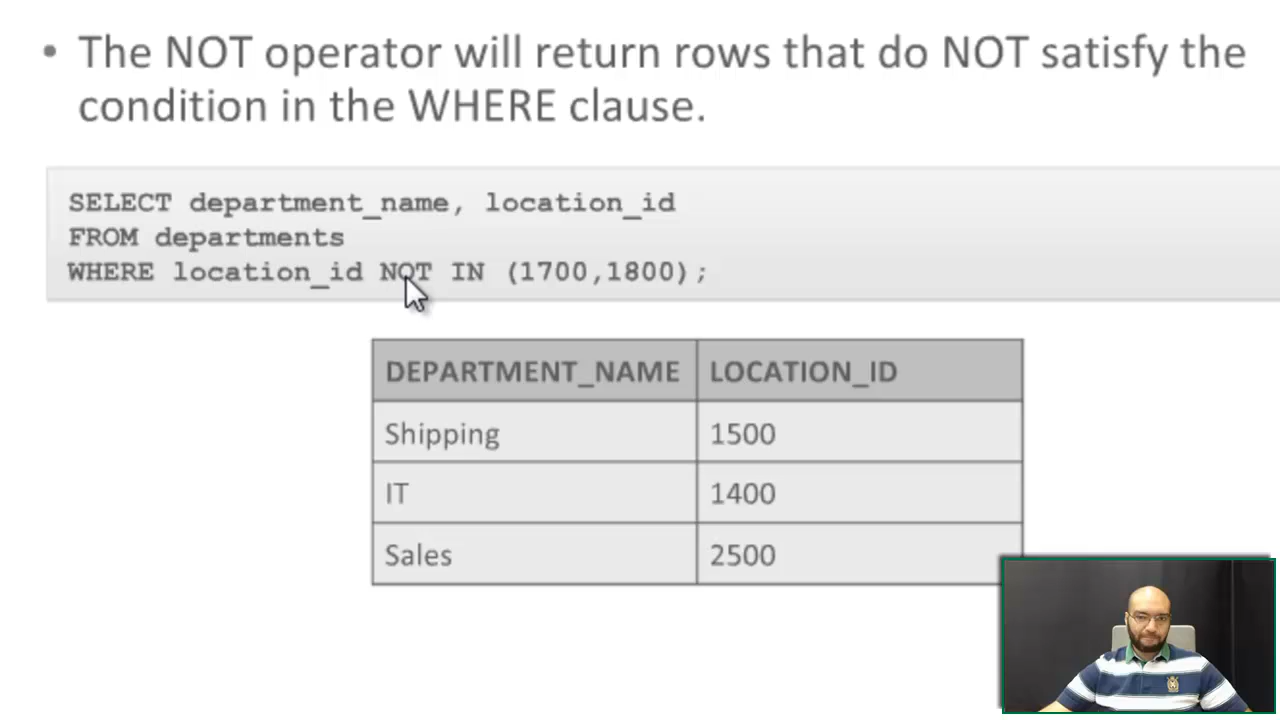 • The NOT operator will return rows that do NOT satisfy the
condition in the WHERE clause.
SELECT department_name, location_id
FROM departments
WHERE location_id NOT IN (1700,1800);
DEPARTMENT_NAME LOCATION_ID
Shipping 1500
IT 1400
Sales 2500